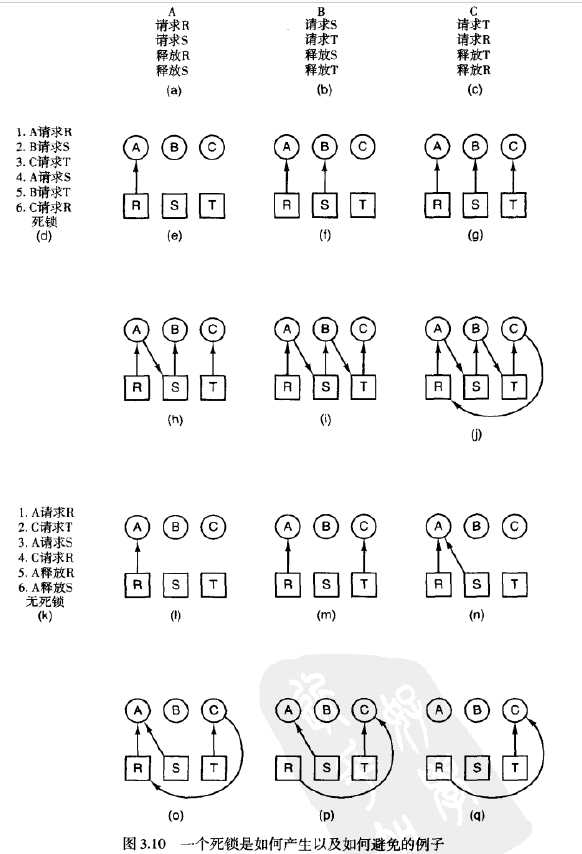 A B C
请求R 请求S 请求T
请求S 请求T 请求R
释放R 释放S 释放T
释放S 释放T 释放R
(a) (b) (c)
1. A请求R
2. B请求S
3. C请求T
4. A请求S
5. B请求T
6. C请求R
死锁
(d)
A B C A B C A B C
R S T R S T R S T
(e) (f) (g)
A B C A B C A B C
R S T R S T R S T
(h) (i) (j)
1. A请求R
2. C请求T
3. A请求S
4. C请求R
5. A释放R
6. A释放S
无死锁
(k)
A B C A B C A B C
R S T R S T R S T
(l) (m) (n)
A B C A B C A B C
R S T R S T R S T
(o) (p) (q)
图 3.10 一个死锁是如何产生以及如何避免的例子